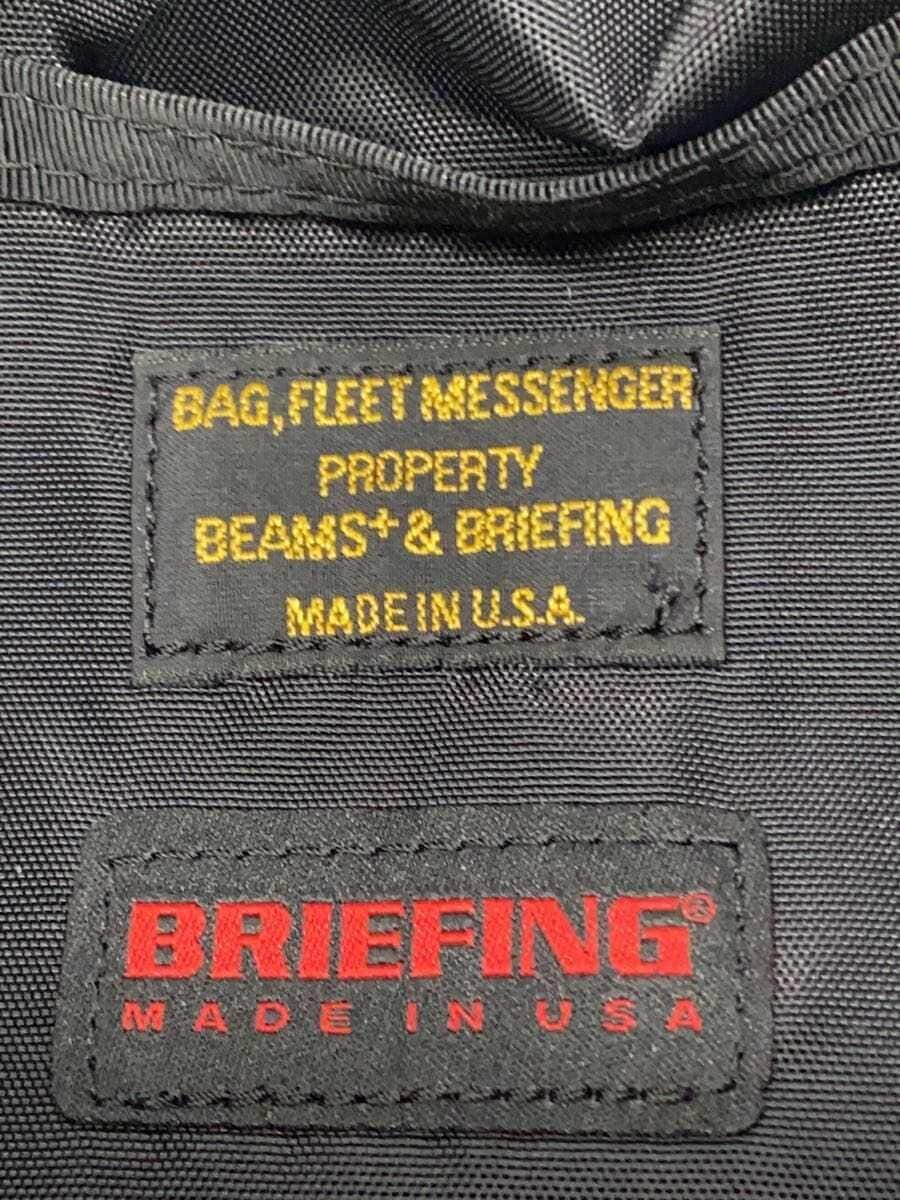 BAG, FLEET MESSENGER
PROPERTY
BEAMS+ & BRIEFING
MADE IN U.S.A.
BRIEFING®
MADE IN USA